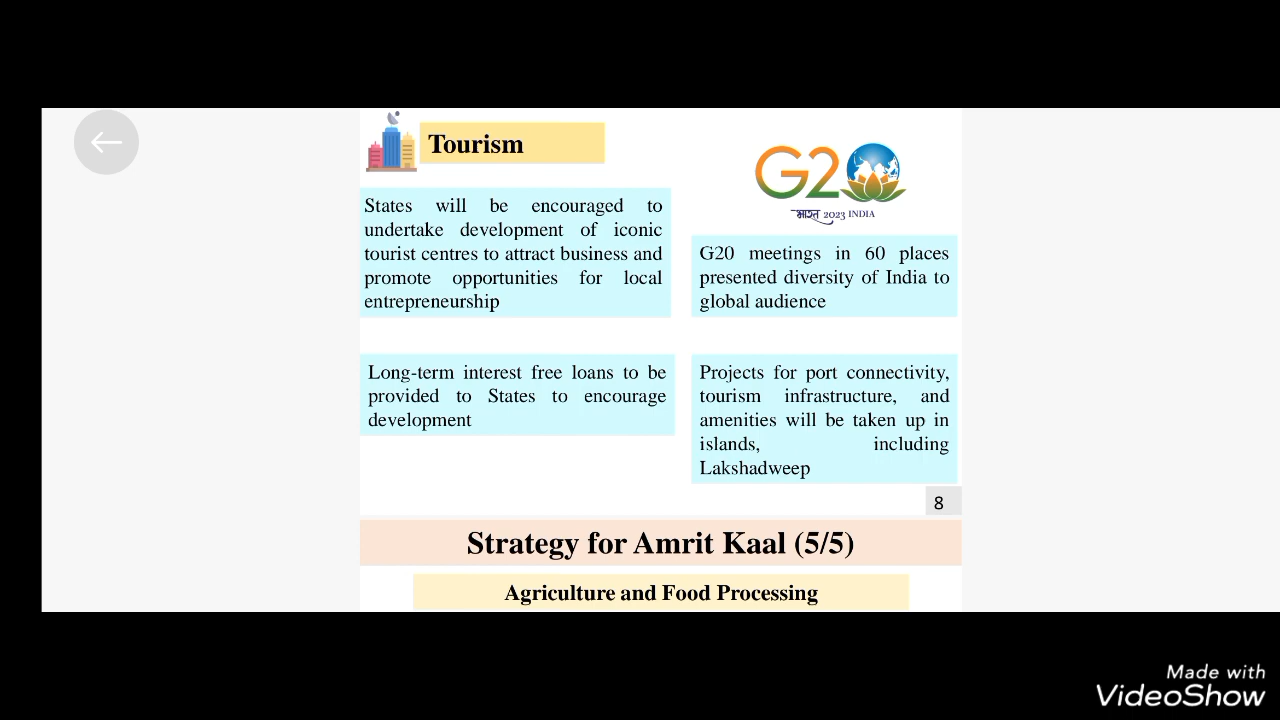 Tourism
States will be encouraged to
undertake development of iconic
tourist centres to attract business and
promote opportunities for local
entrepreneurship
G20
भारत 2023 INDIA
G20 meetings in 60 places
presented diversity of India to
global audience
Long-term interest free loans to be
provided to States to encourage
development
Projects for port connectivity,
tourism infrastructure, and
amenities will be taken up in
islands, including
Lakshadweep
8
Strategy for Amrit Kaal (5/5)
Agriculture and Food Processing
Made with
VideoShow